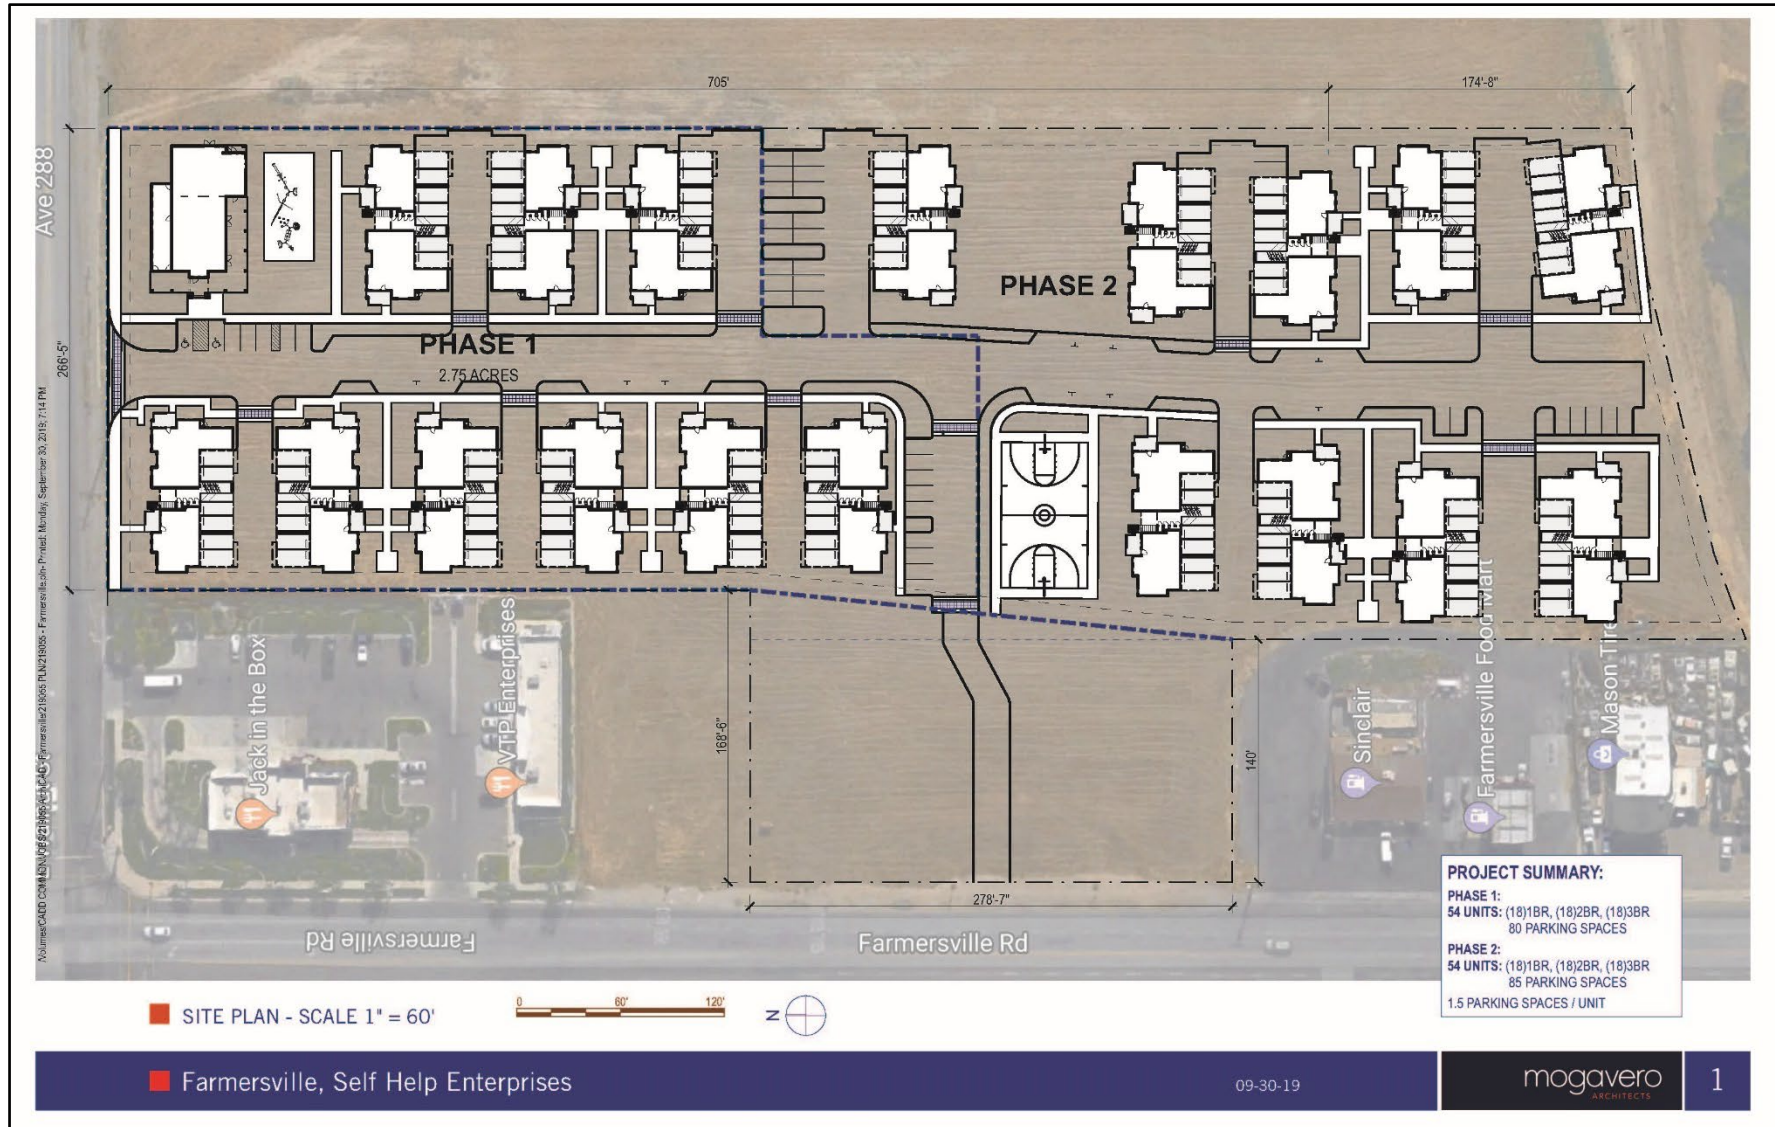 705'
174'-8"
Ave 288
PHASE 2
PHASE 1
2.75 ACRES
266'-5"
Jack in the Box
VTP Enterprises
168'-6"
140'
Sinclair
Farmersville Food Mart
Mason Tire
278'-7"
Farmersville Rd
Farmersville Rd
PROJECT SUMMARY:
PHASE 1:
54 UNITS: (18)1BR, (18)2BR, (18)3BR
80 PARKING SPACES
PHASE 2:
54 UNITS: (18)1BR, (18)2BR, (18)3BR
85 PARKING SPACES
1.5 PARKING SPACES / UNIT
SITE PLAN - SCALE 1" = 60'
0 60' 120'
N
Farmersville, Self Help Enterprises
09-30-19
mogavero
ARCHITECTS
1